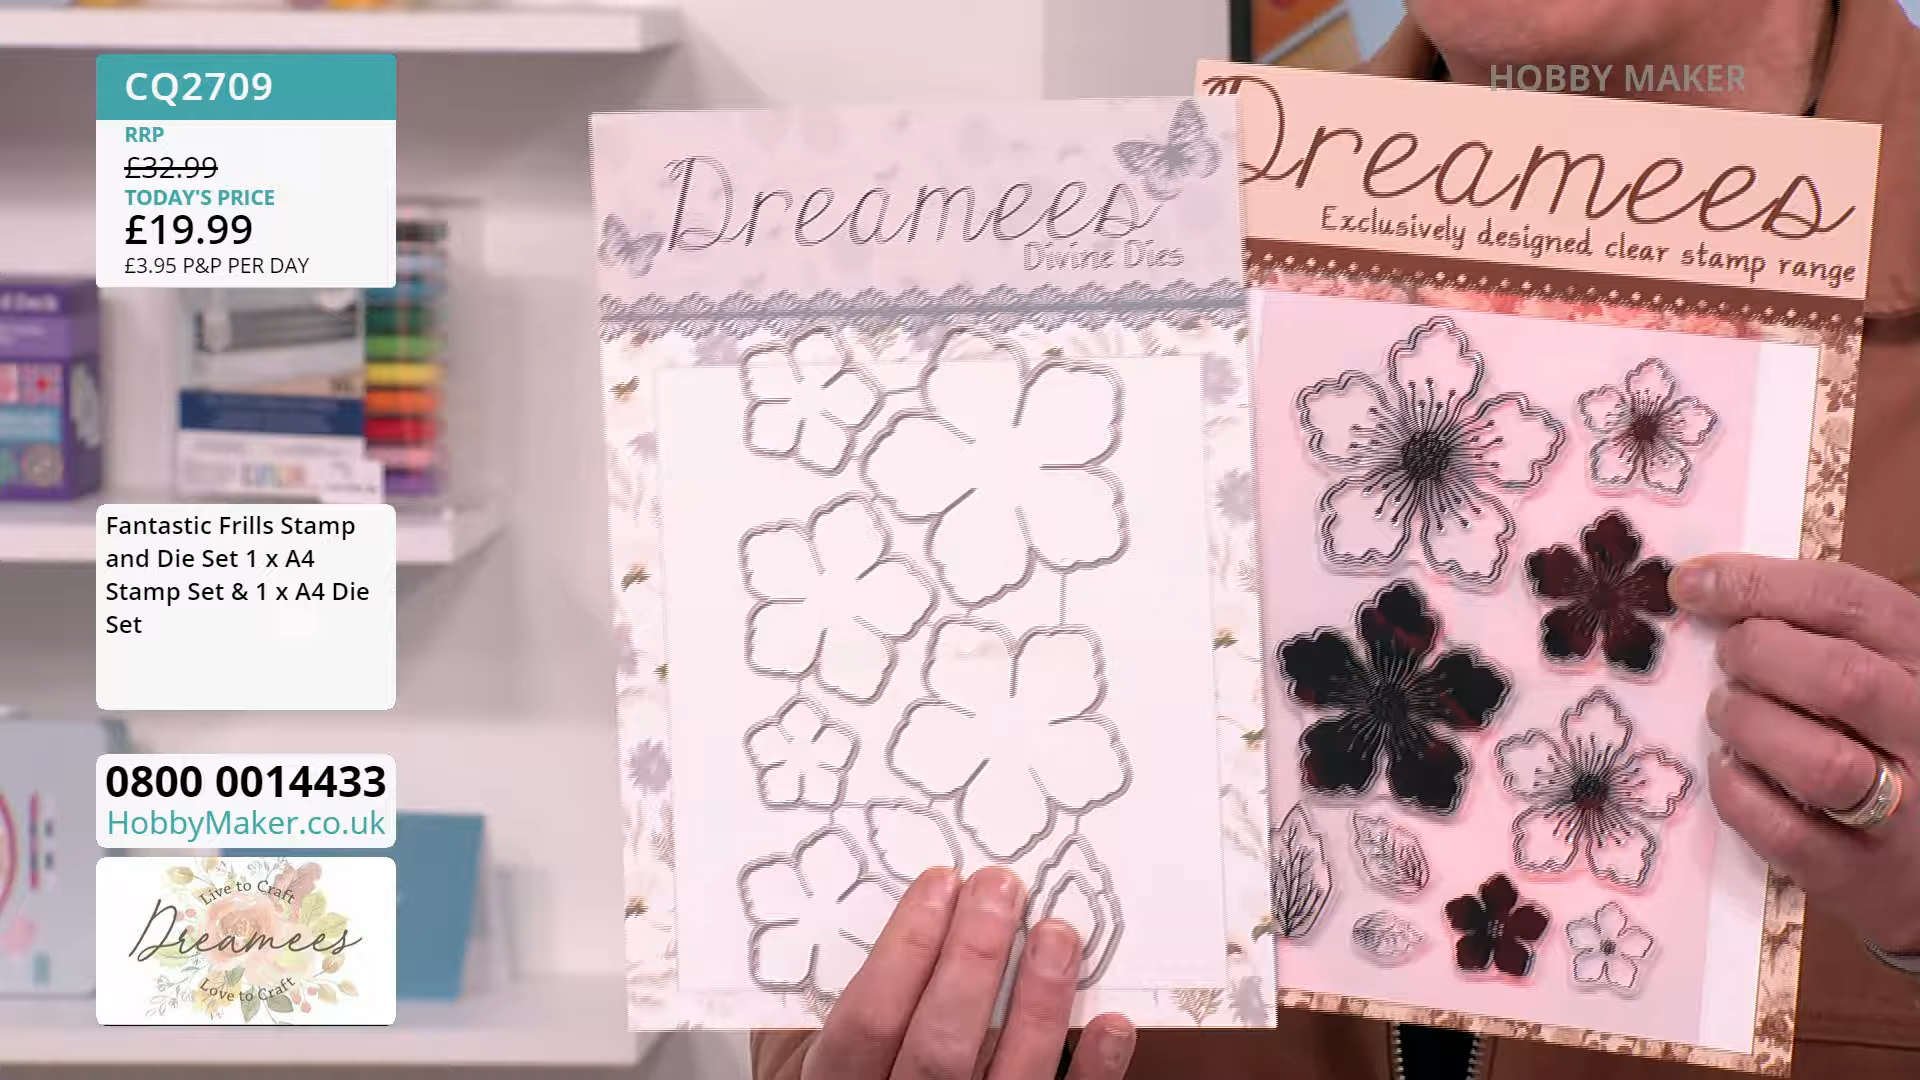 CQ2709
RRP
£32.99
TODAY'S PRICE
£19.99
£3.95 P&P PER DAY
Fantastic Frills Stamp
and Die Set 1 x A4
Stamp Set & 1 x A4 Die
Set
0800 0014433
HobbyMaker.co.uk
Live to Craft
Dreamees
Love to Craft
HOBBY MAKER
Dreamees
Divine Dies
Dreamees
Exclusively designed clear stamp range